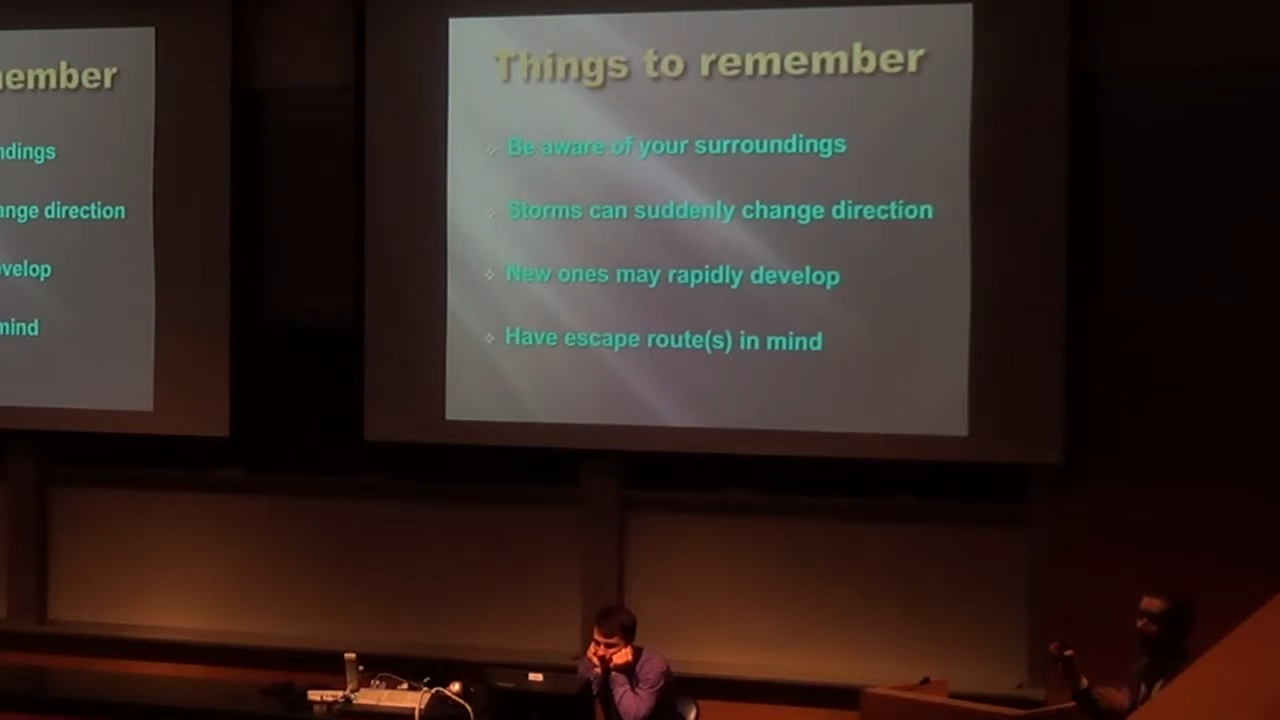 Things to remember
Be aware of your surroundings
Storms can suddenly change direction
New ones may rapidly develop
Have escape route(s) in mind
ember
ndings
ange direction
evelop
mind